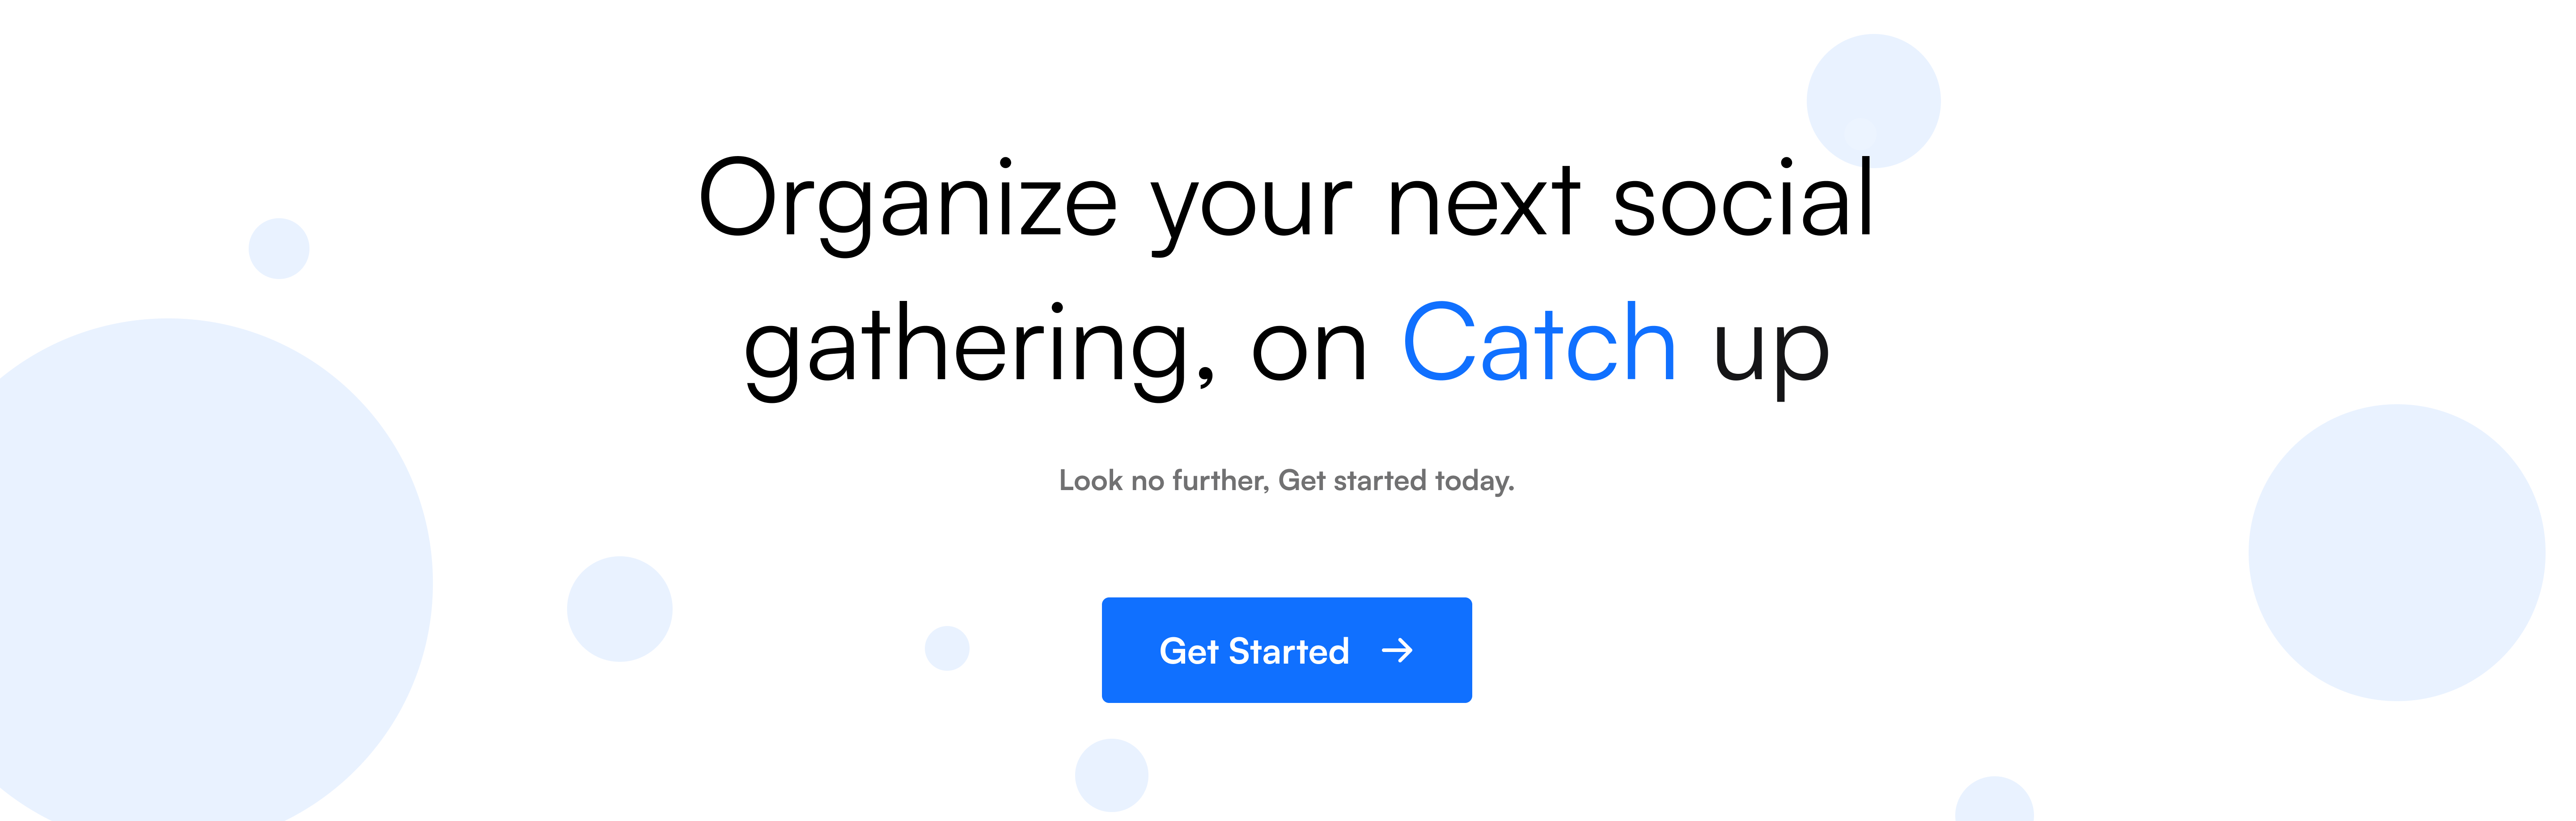 Organize your next social
gathering, on Catch up
Look no further, Get started today.
Get Started